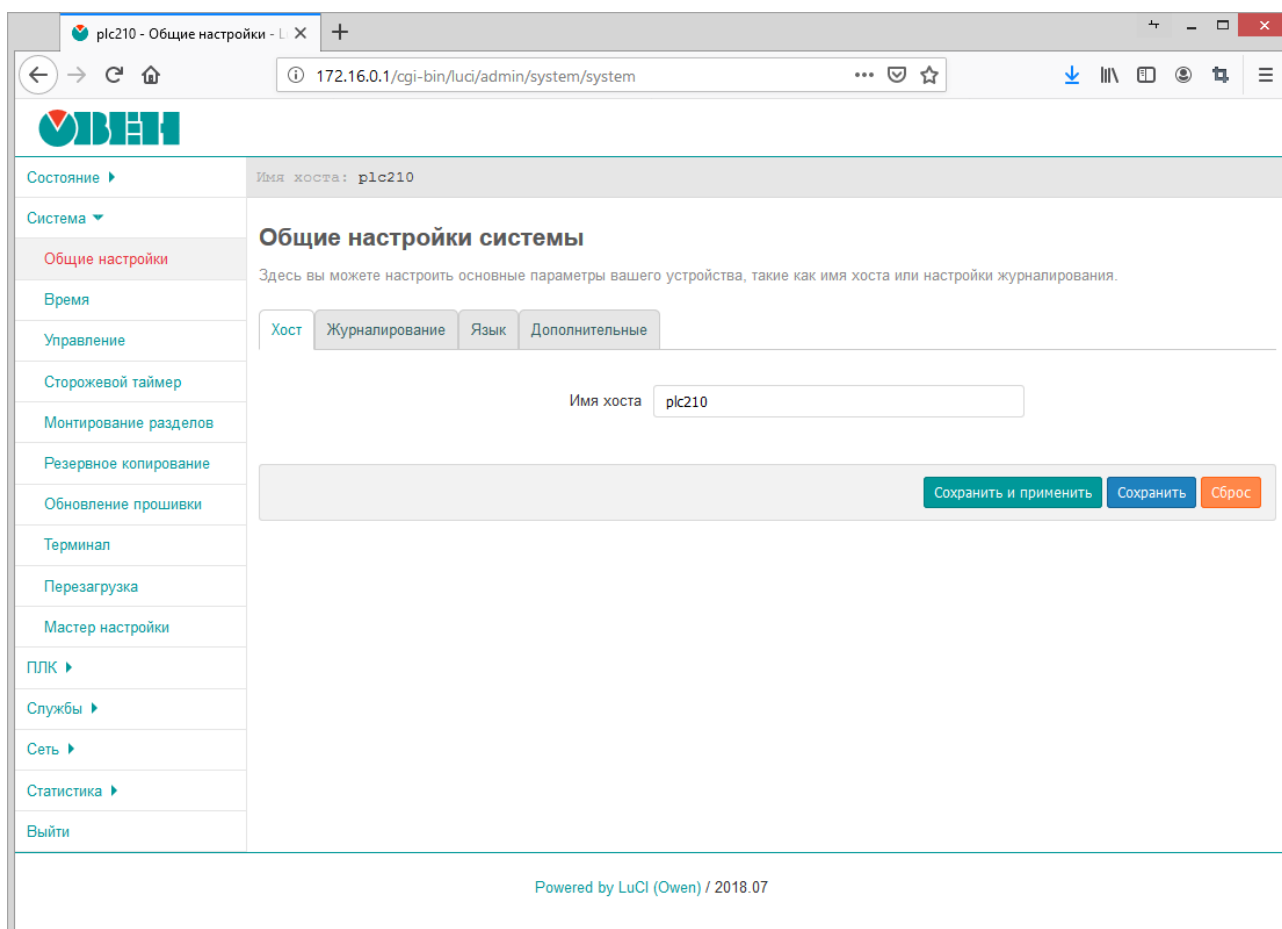 plc210 - Общие настройки - L
172.16.0.1/cgi-bin/luci/admin/system/system
ОВЕН
Состояние
Имя хоста: plc210
Система
Общие настройки
Время
Управление
Сторожевой таймер
Монтирование разделов
Резервное копирование
Обновление прошивки
Терминал
Перезагрузка
Мастер настройки
ПЛК
Службы
Сеть
Статистика
Выйти
Общие настройки системы
Здесь вы можете настроить основные параметры вашего устройства, такие как имя хоста или настройки журналирования.
Хост Журналирование Язык Дополнительные
Имя хоста plc210
Сохранить и применить Сохранить Сброс
Powered by LuCI (Owen) / 2018.07